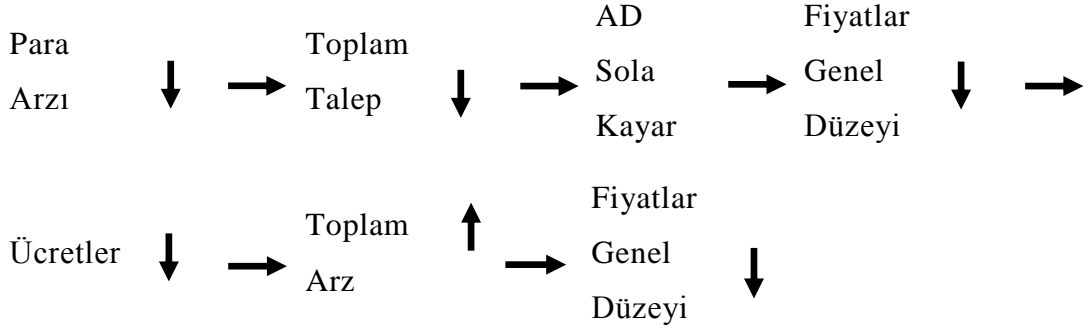 Para
Arzı
Toplam
Talep
AD
Sola
Kayar
Fiyatlar
Genel
Düzeyi
Ücretler
Toplam
Arz
Fiyatlar
Genel
Düzeyi